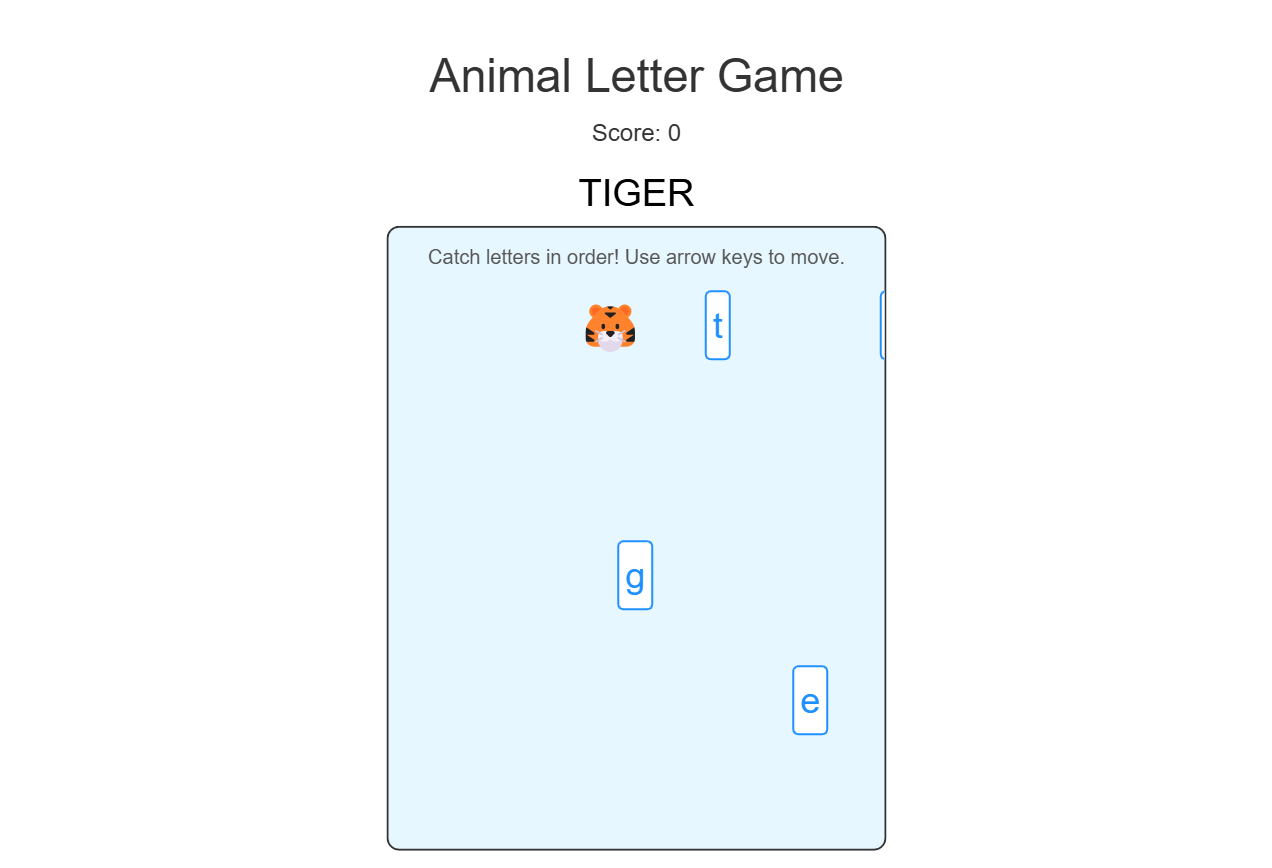 Animal Letter Game
Score: 0
TIGER
Catch letters in order! Use arrow keys to move.
t
g
e